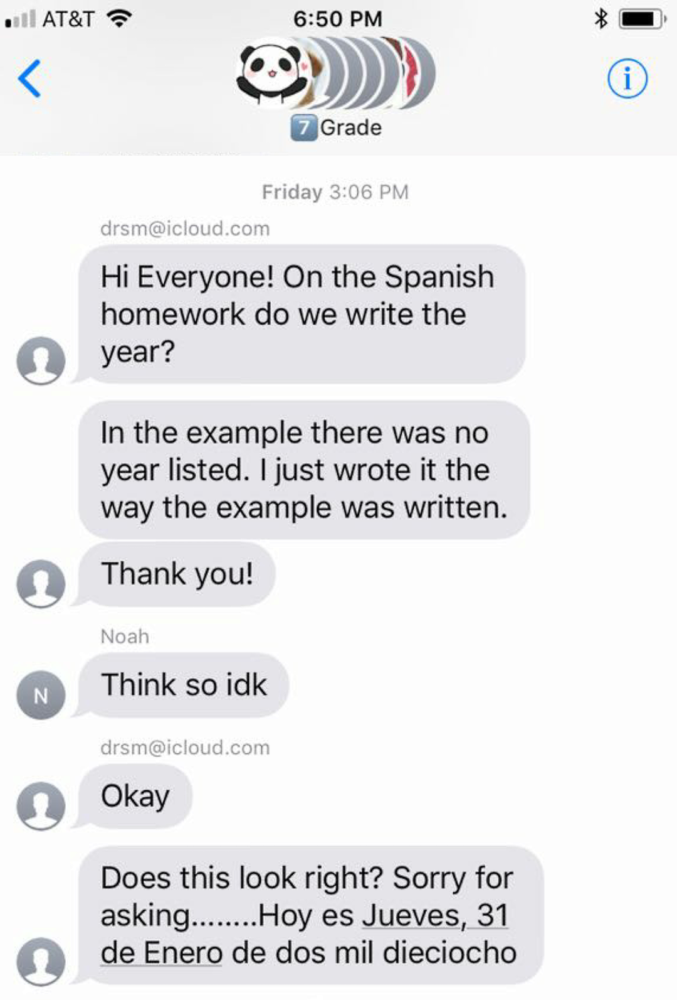 AT&T 6:50 PM
7 Grade
Friday 3:06 PM
drsm@icloud.com
Hi Everyone! On the Spanish
homework do we write the
year?
In the example there was no
year listed. I just wrote it the
way the example was written.
Thank you!
Noah
N
Think so idk
drsm@icloud.com
Okay
Does this look right? Sorry for
asking........Hoy es Jueves, 31
de Enero de dos mil dieciocho